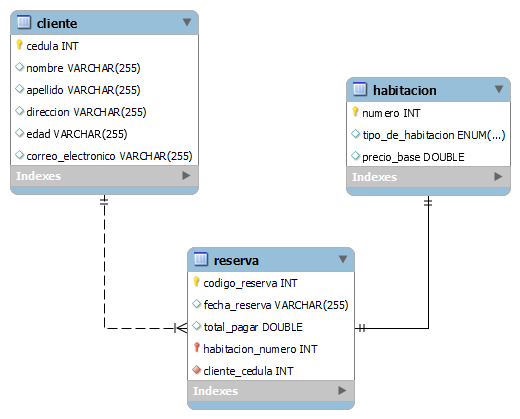 cliente
cedula INT
nombre VARCHAR(255)
apellido VARCHAR(255)
direccion VARCHAR(255)
edad VARCHAR(255)
correo_electronico VARCHAR(255)
Indexes
habitacion
numero INT
tipo_de_habitacion ENUM(...)
precio_base DOUBLE
Indexes
reserva
codigo_reserva INT
fecha_reserva VARCHAR(255)
total_pagar DOUBLE
habitacion_numero INT
cliente_cedula INT
Indexes